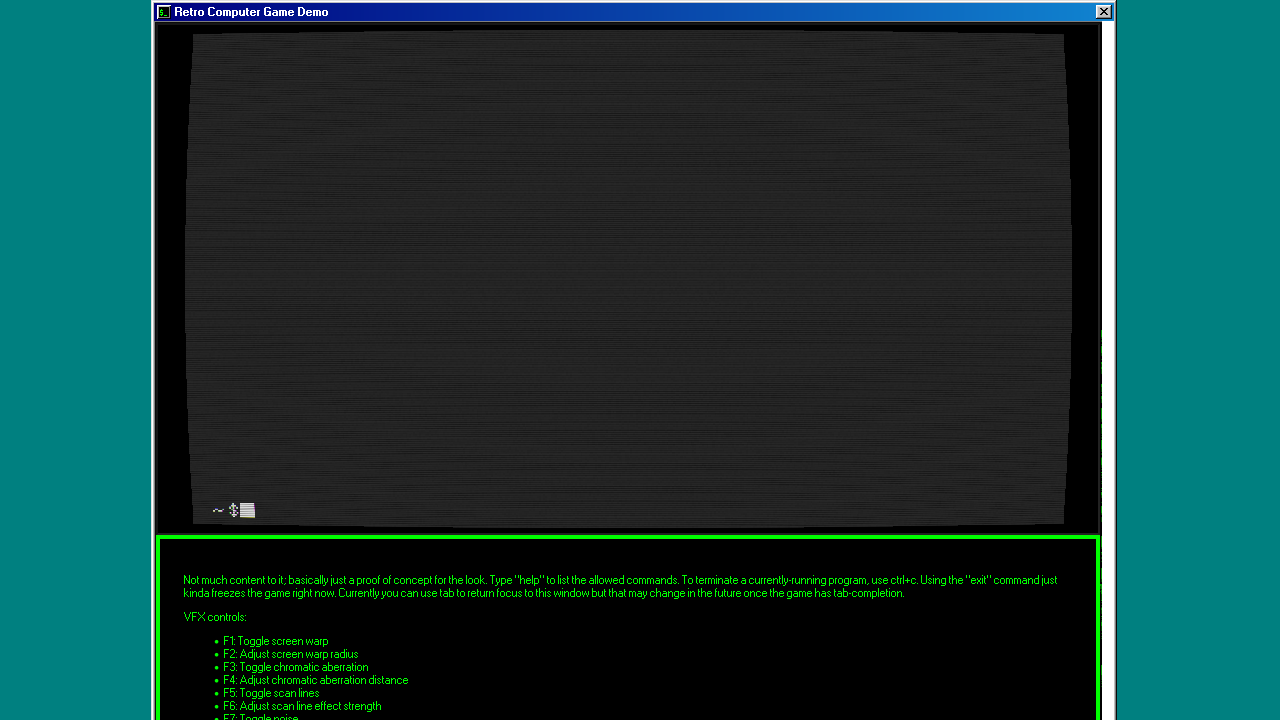 Retro Computer Game Demo
~ $
Not much content to it; basically just a proof of concept for the look. Type "help" to list the allowed commands. To terminate a currently-running program, use ctrl+c. Using the "exit" command just
kinda freezes the game right now. Currently you can use tab to return focus to this window but that may change in the future once the game has tab-completion.
VFX controls:
• F1: Toggle screen warp
• F2: Adjust screen warp radius
• F3: Toggle chromatic aberration
• F4: Adjust chromatic aberration distance
• F5: Toggle scan lines
• F6: Adjust scan line effect strength
• F7: Toggle noise